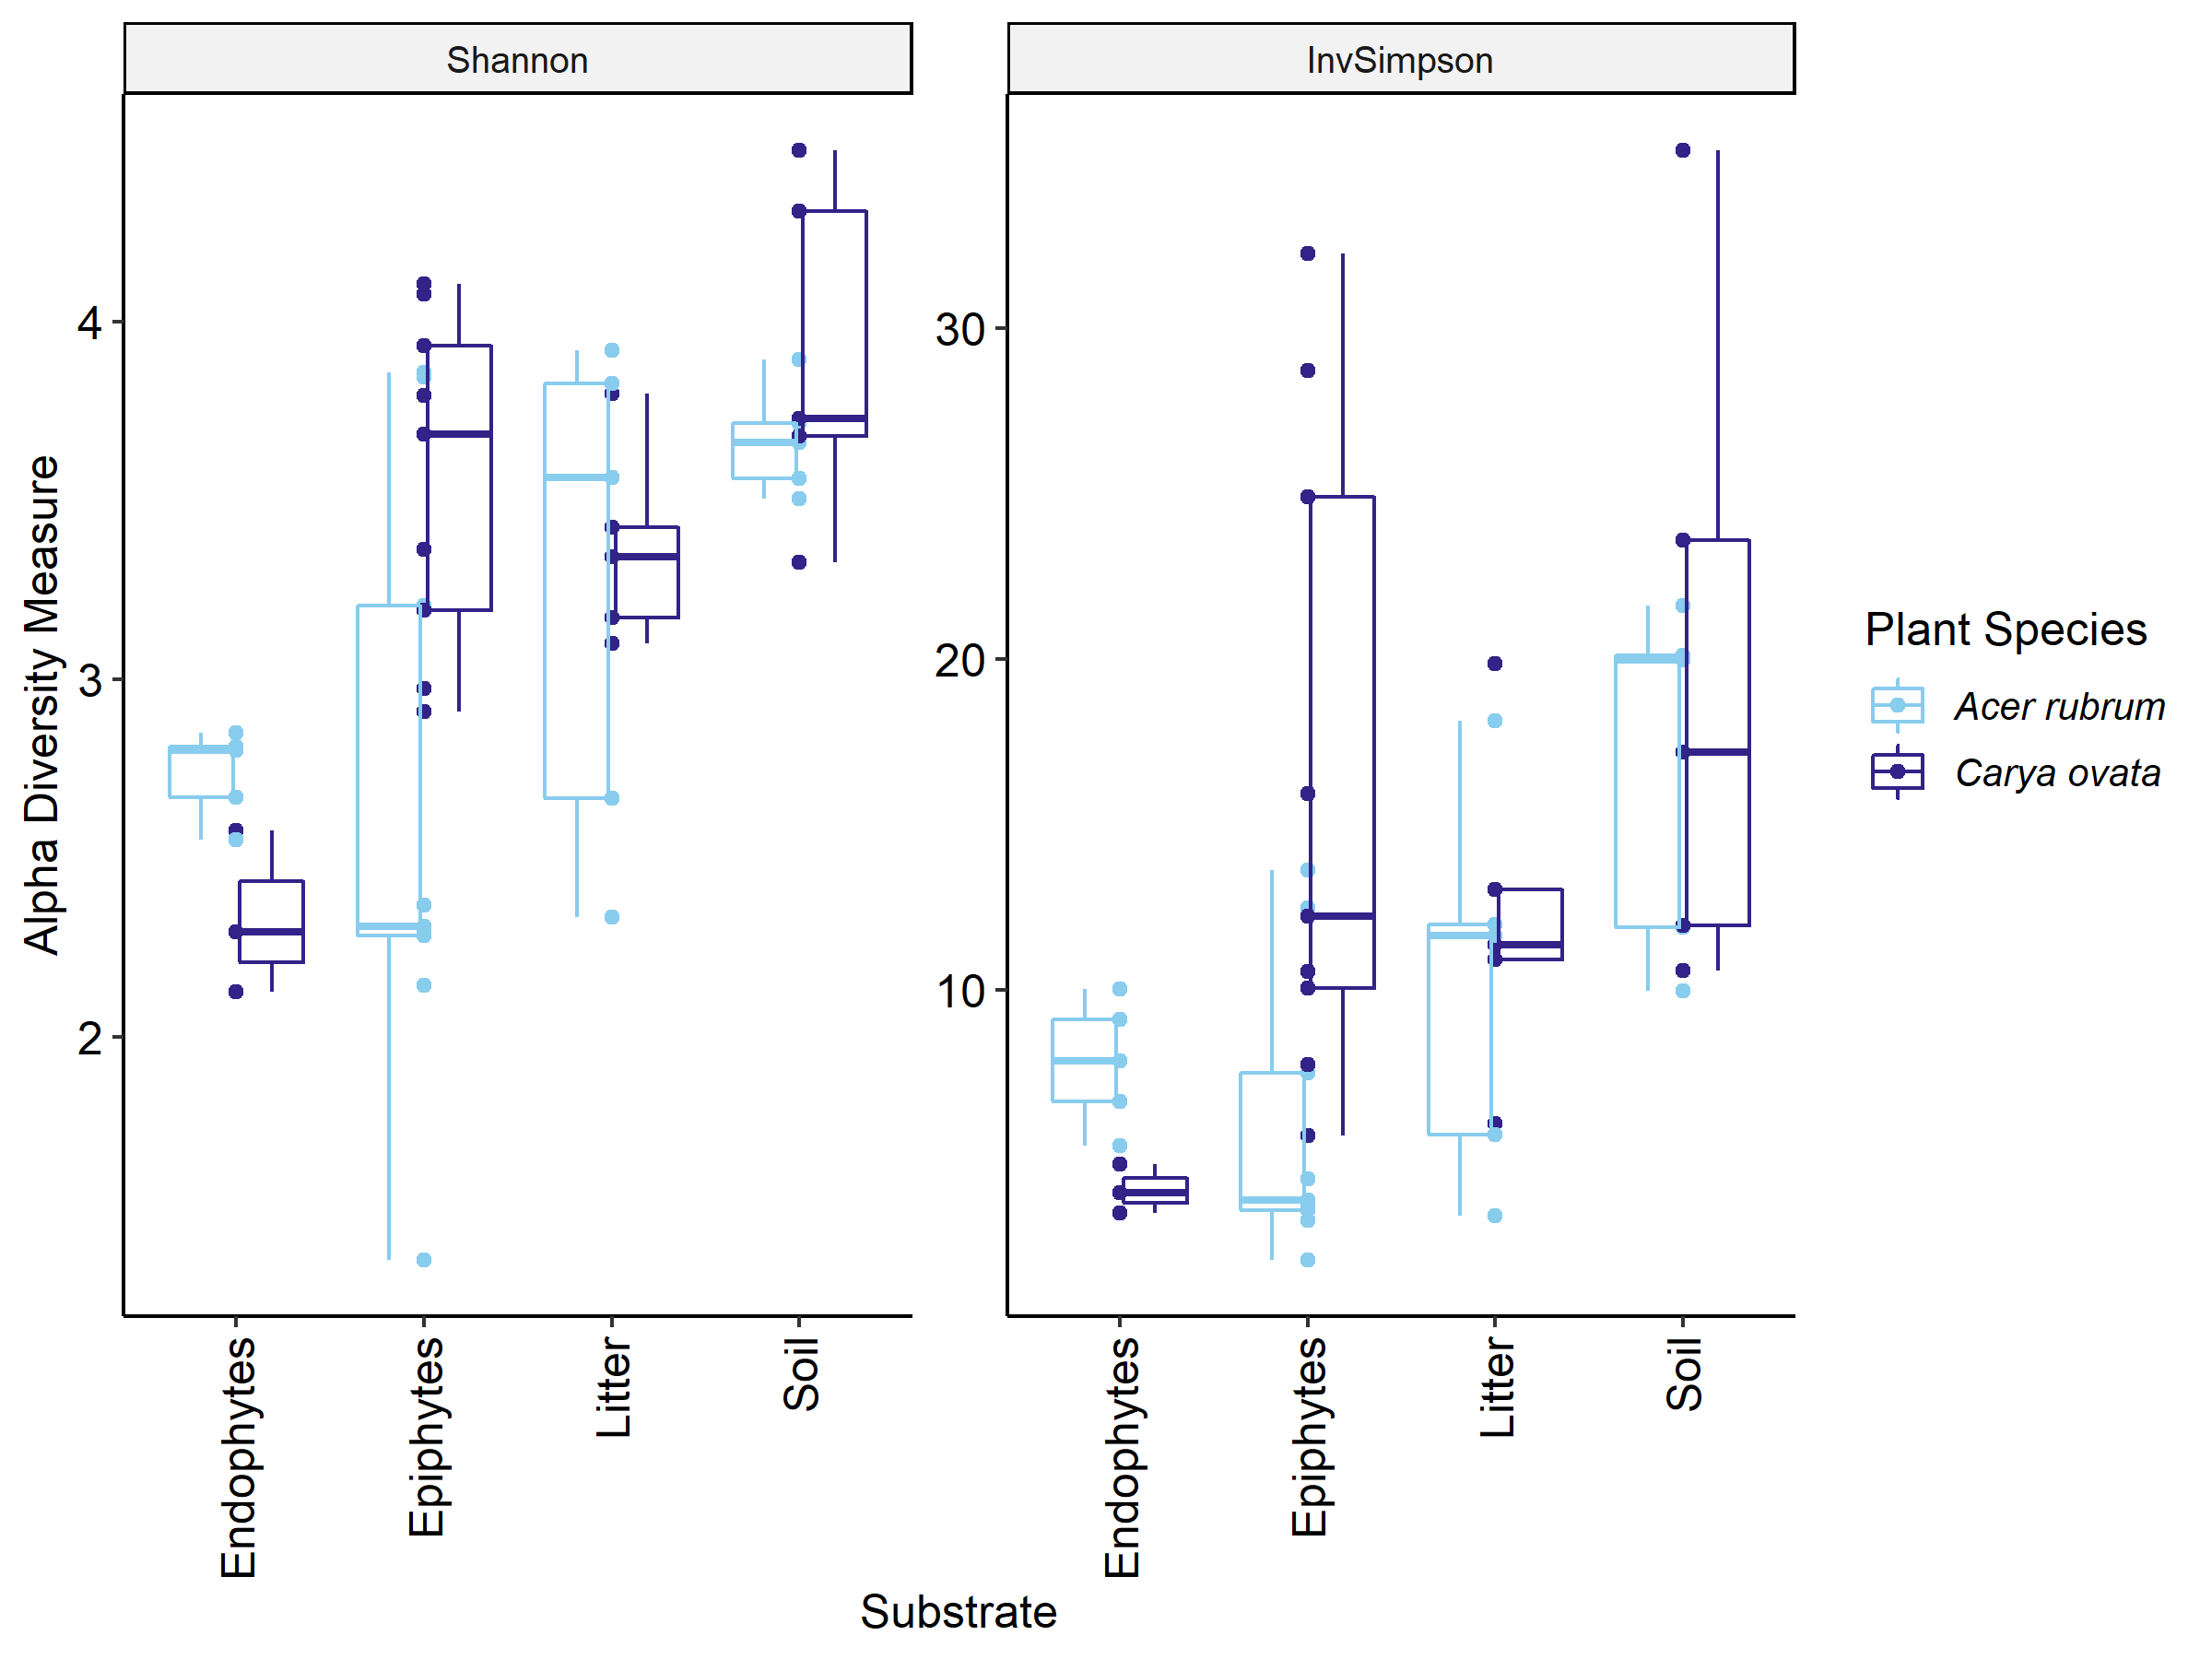 Shannon
InvSimpson
Alpha Diversity Measure
4
3
2
30
20
10
Endophytes
Epiphytes
Litter
Soil
Endophytes
Epiphytes
Litter
Soil
Substrate
Plant Species
Acer rubrum
Carya ovata